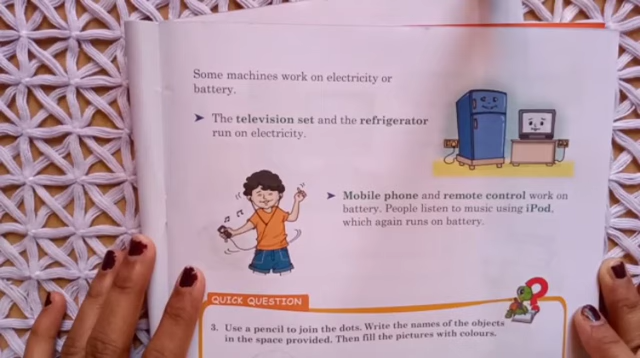 Some machines work on electricity or
battery.
➤ The television set and the refrigerator
run on electricity.
➤ Mobile phone and remote control work on
battery. People listen to music using iPod,
which again runs on battery.
QUICK QUESTION
3. Use a pencil to join the dots. Write the names of the objects
in the space provided. Then fill the pictures with colours.